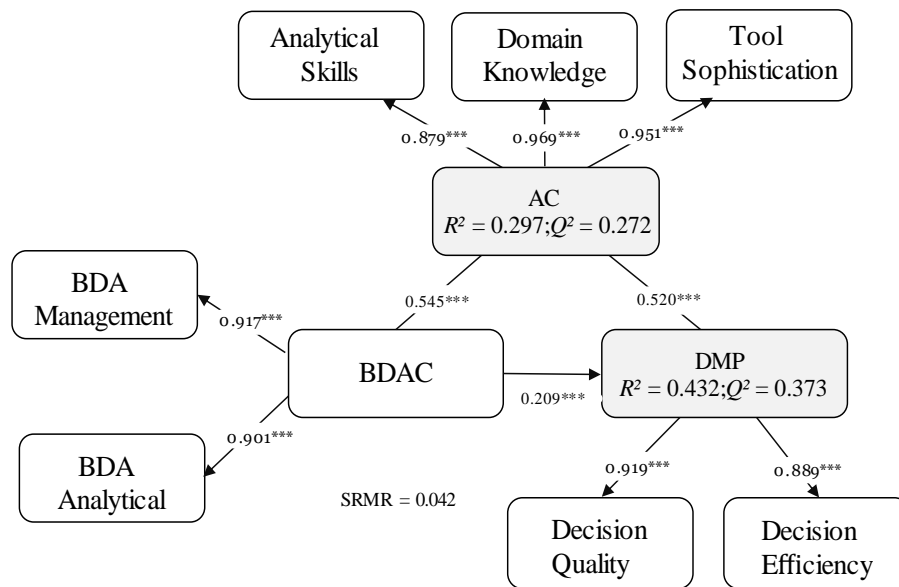 Analytical
Skills
Domain
Knowledge
Tool
Sophistication
0.879***
0.969***
0.951***
AC
R² = 0.297;Q² = 0.272
BDA
Management
0.917***
0.545***
0.520***
BDAC
0.209***
DMP
R² = 0.432;Q² = 0.373
0.901***
BDA
Analytical
SRMR = 0.042
0.919***
0.889***
Decision
Quality
Decision
Efficiency